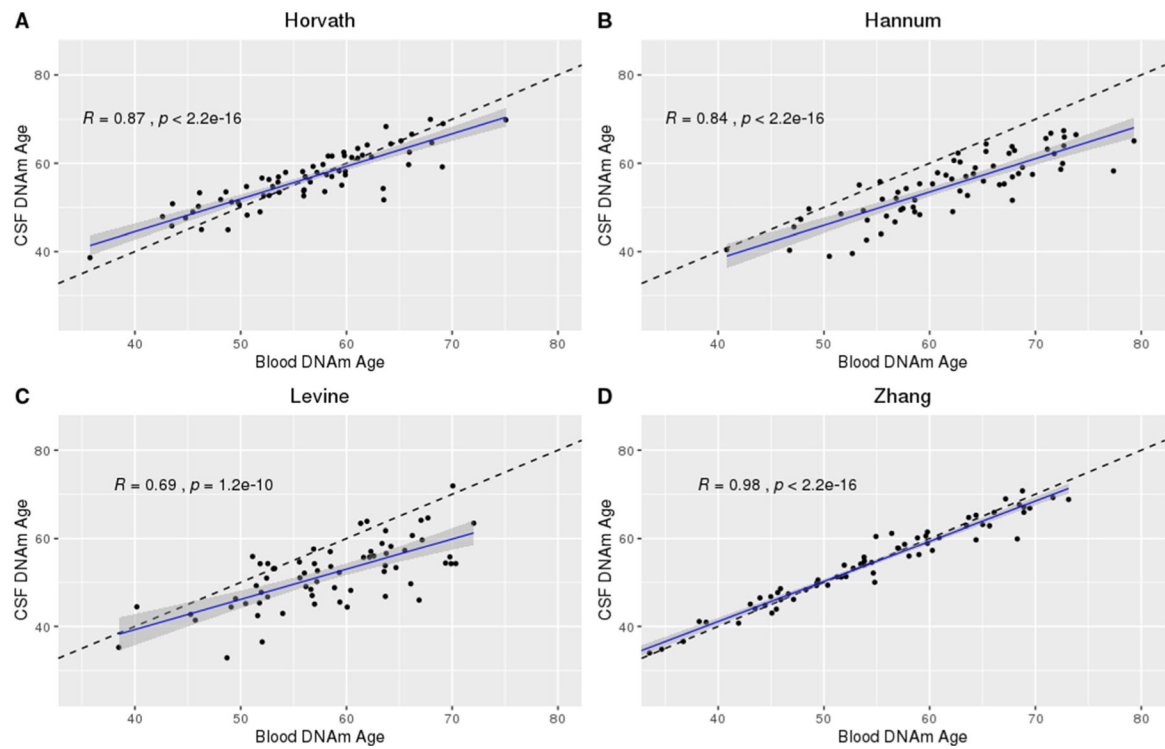 A Horvath
B Hannum
CSF DNAm Age
80
60
40
R = 0.87 , p < 2.2e-16
40 50 60 70 80
Blood DNAm Age
CSF DNAm Age
80
60
40
R = 0.84 , p < 2.2e-16
40 50 60 70 80
Blood DNAm Age
C Levine
D Zhang
CSF DNAm Age
80
60
40
R = 0.69 , p = 1.2e-10
40 50 60 70 80
Blood DNAm Age
CSF DNAm Age
80
60
40
R = 0.98 , p < 2.2e-16
40 50 60 70 80
Blood DNAm Age